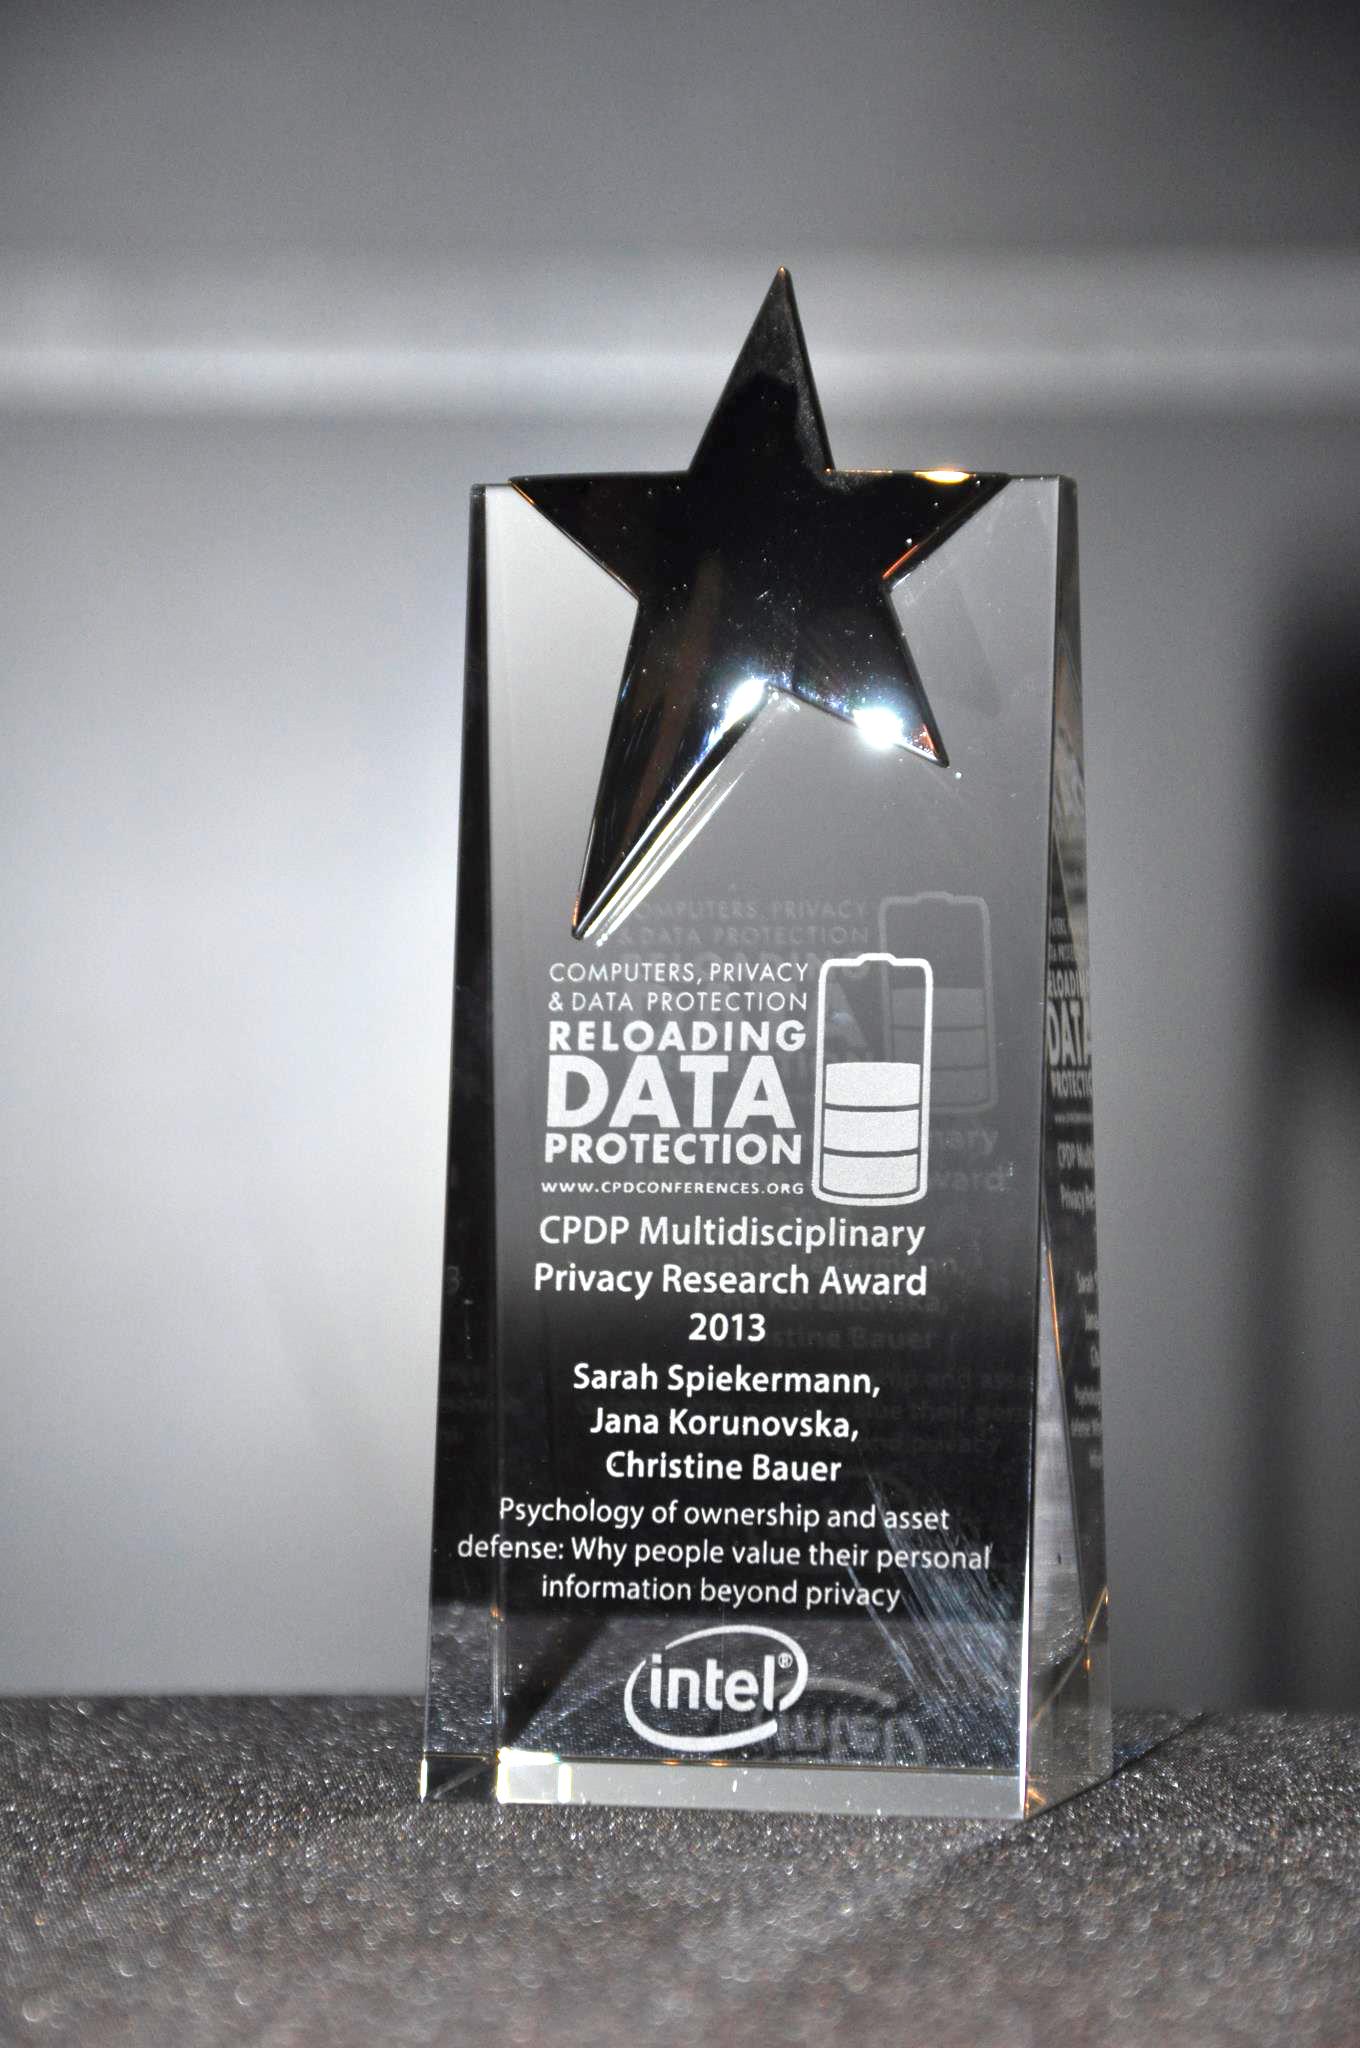 COMPUTERS, PRIVACY
& DATA PROTECTION
RELOADING
DATA
PROTECTION
WWW.CPDCONFERENCES.ORG
CPDP Multidisciplinary
Privacy Research Award
2013
Sarah Spiekermann,
Jana Korunovska,
Christine Bauer
Psychology of ownership and asset
defense: Why people value their personal
information beyond privacy
intel®